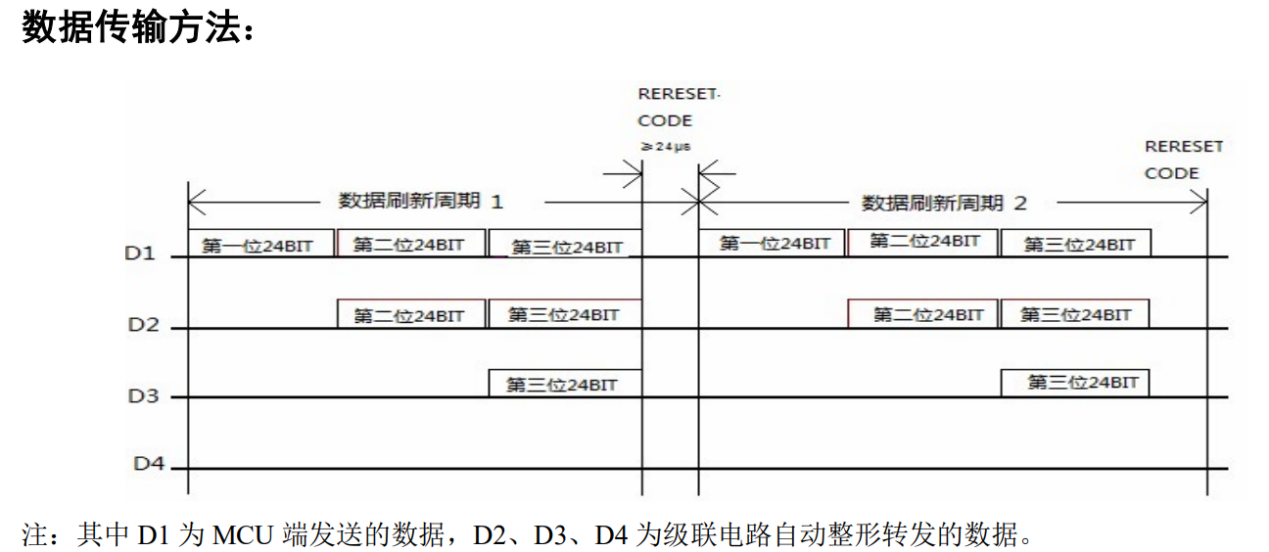 数据传输方法：
RERESET-
CODE
≥24μs
RERESET
CODE
数据刷新周期 1
数据刷新周期 2
D1 第一位24BIT 第二位24BIT 第三位24BIT 第一位24BIT 第二位24BIT 第三位24BIT
D2 第二位24BIT 第三位24BIT 第二位24BIT 第三位24BIT
D3 第三位24BIT 第三位24BIT
D4
注：其中 D1 为 MCU 端发送的数据，D2、D3、D4 为级联电路自动整形转发的数据。